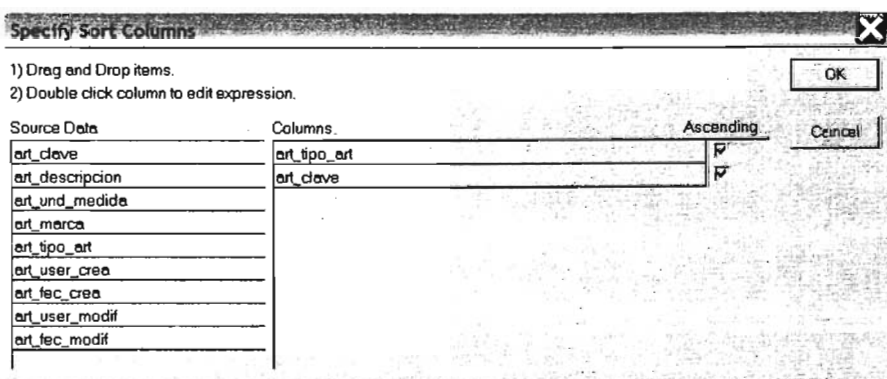 Specify Sort Columns
1) Drag and Drop items.
2) Double click column to edit expression.
OK
Cancel
Source Data
Columns.
Ascending
art_clave
art_descripcion
art_und_medida
art_marca
art_tipo_art
art_user_crea
art_fec_crea
art_user_modif
art_fec_modif
art_tipo_art
art_clave